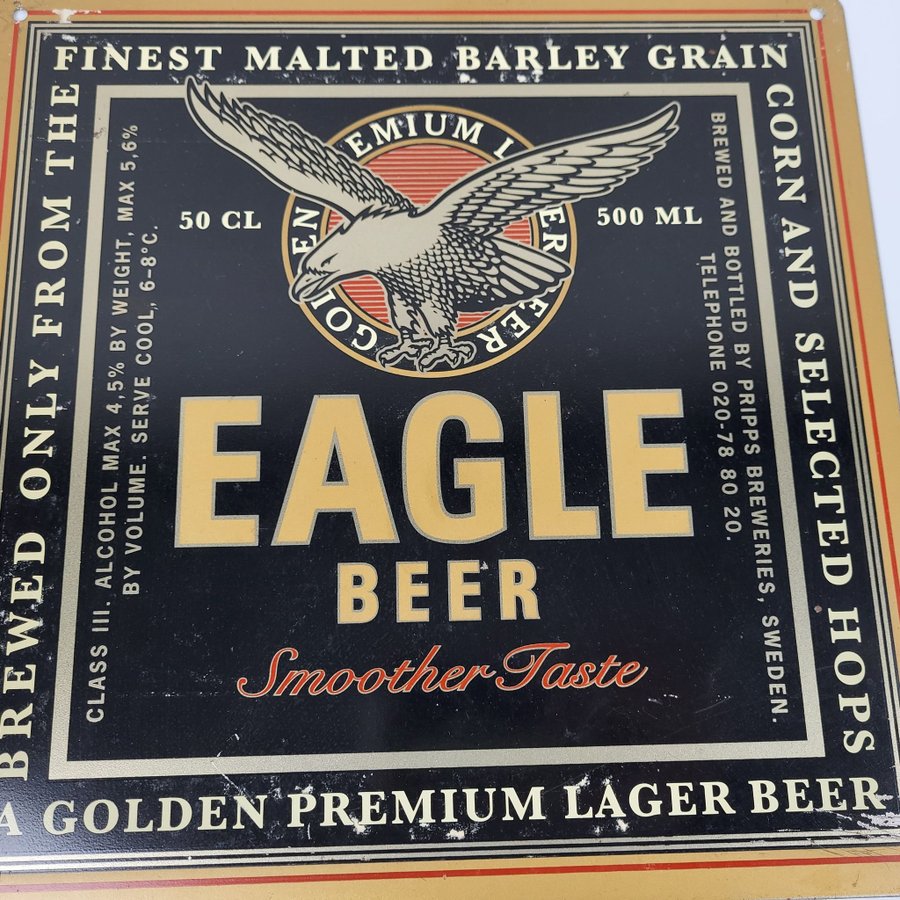 BREWED ONLY FROM THE
FINEST MALTED BARLEY GRAIN
CORN AND SELECTED HOPS
A GOLDEN PREMIUM LAGER BEER
CLASS III. ALCOHOL MAX 4,5% BY WEIGHT, MAX 5,6%
BY VOLUME. SERVE COOL, 6–8°C.
50 CL
500 ML
BREWED AND BOTTLED BY PRIPPS BREWERIES, SWEDEN.
TELEPHONE 020-78 80 20.
EAGLE
BEER
Smoother Taste